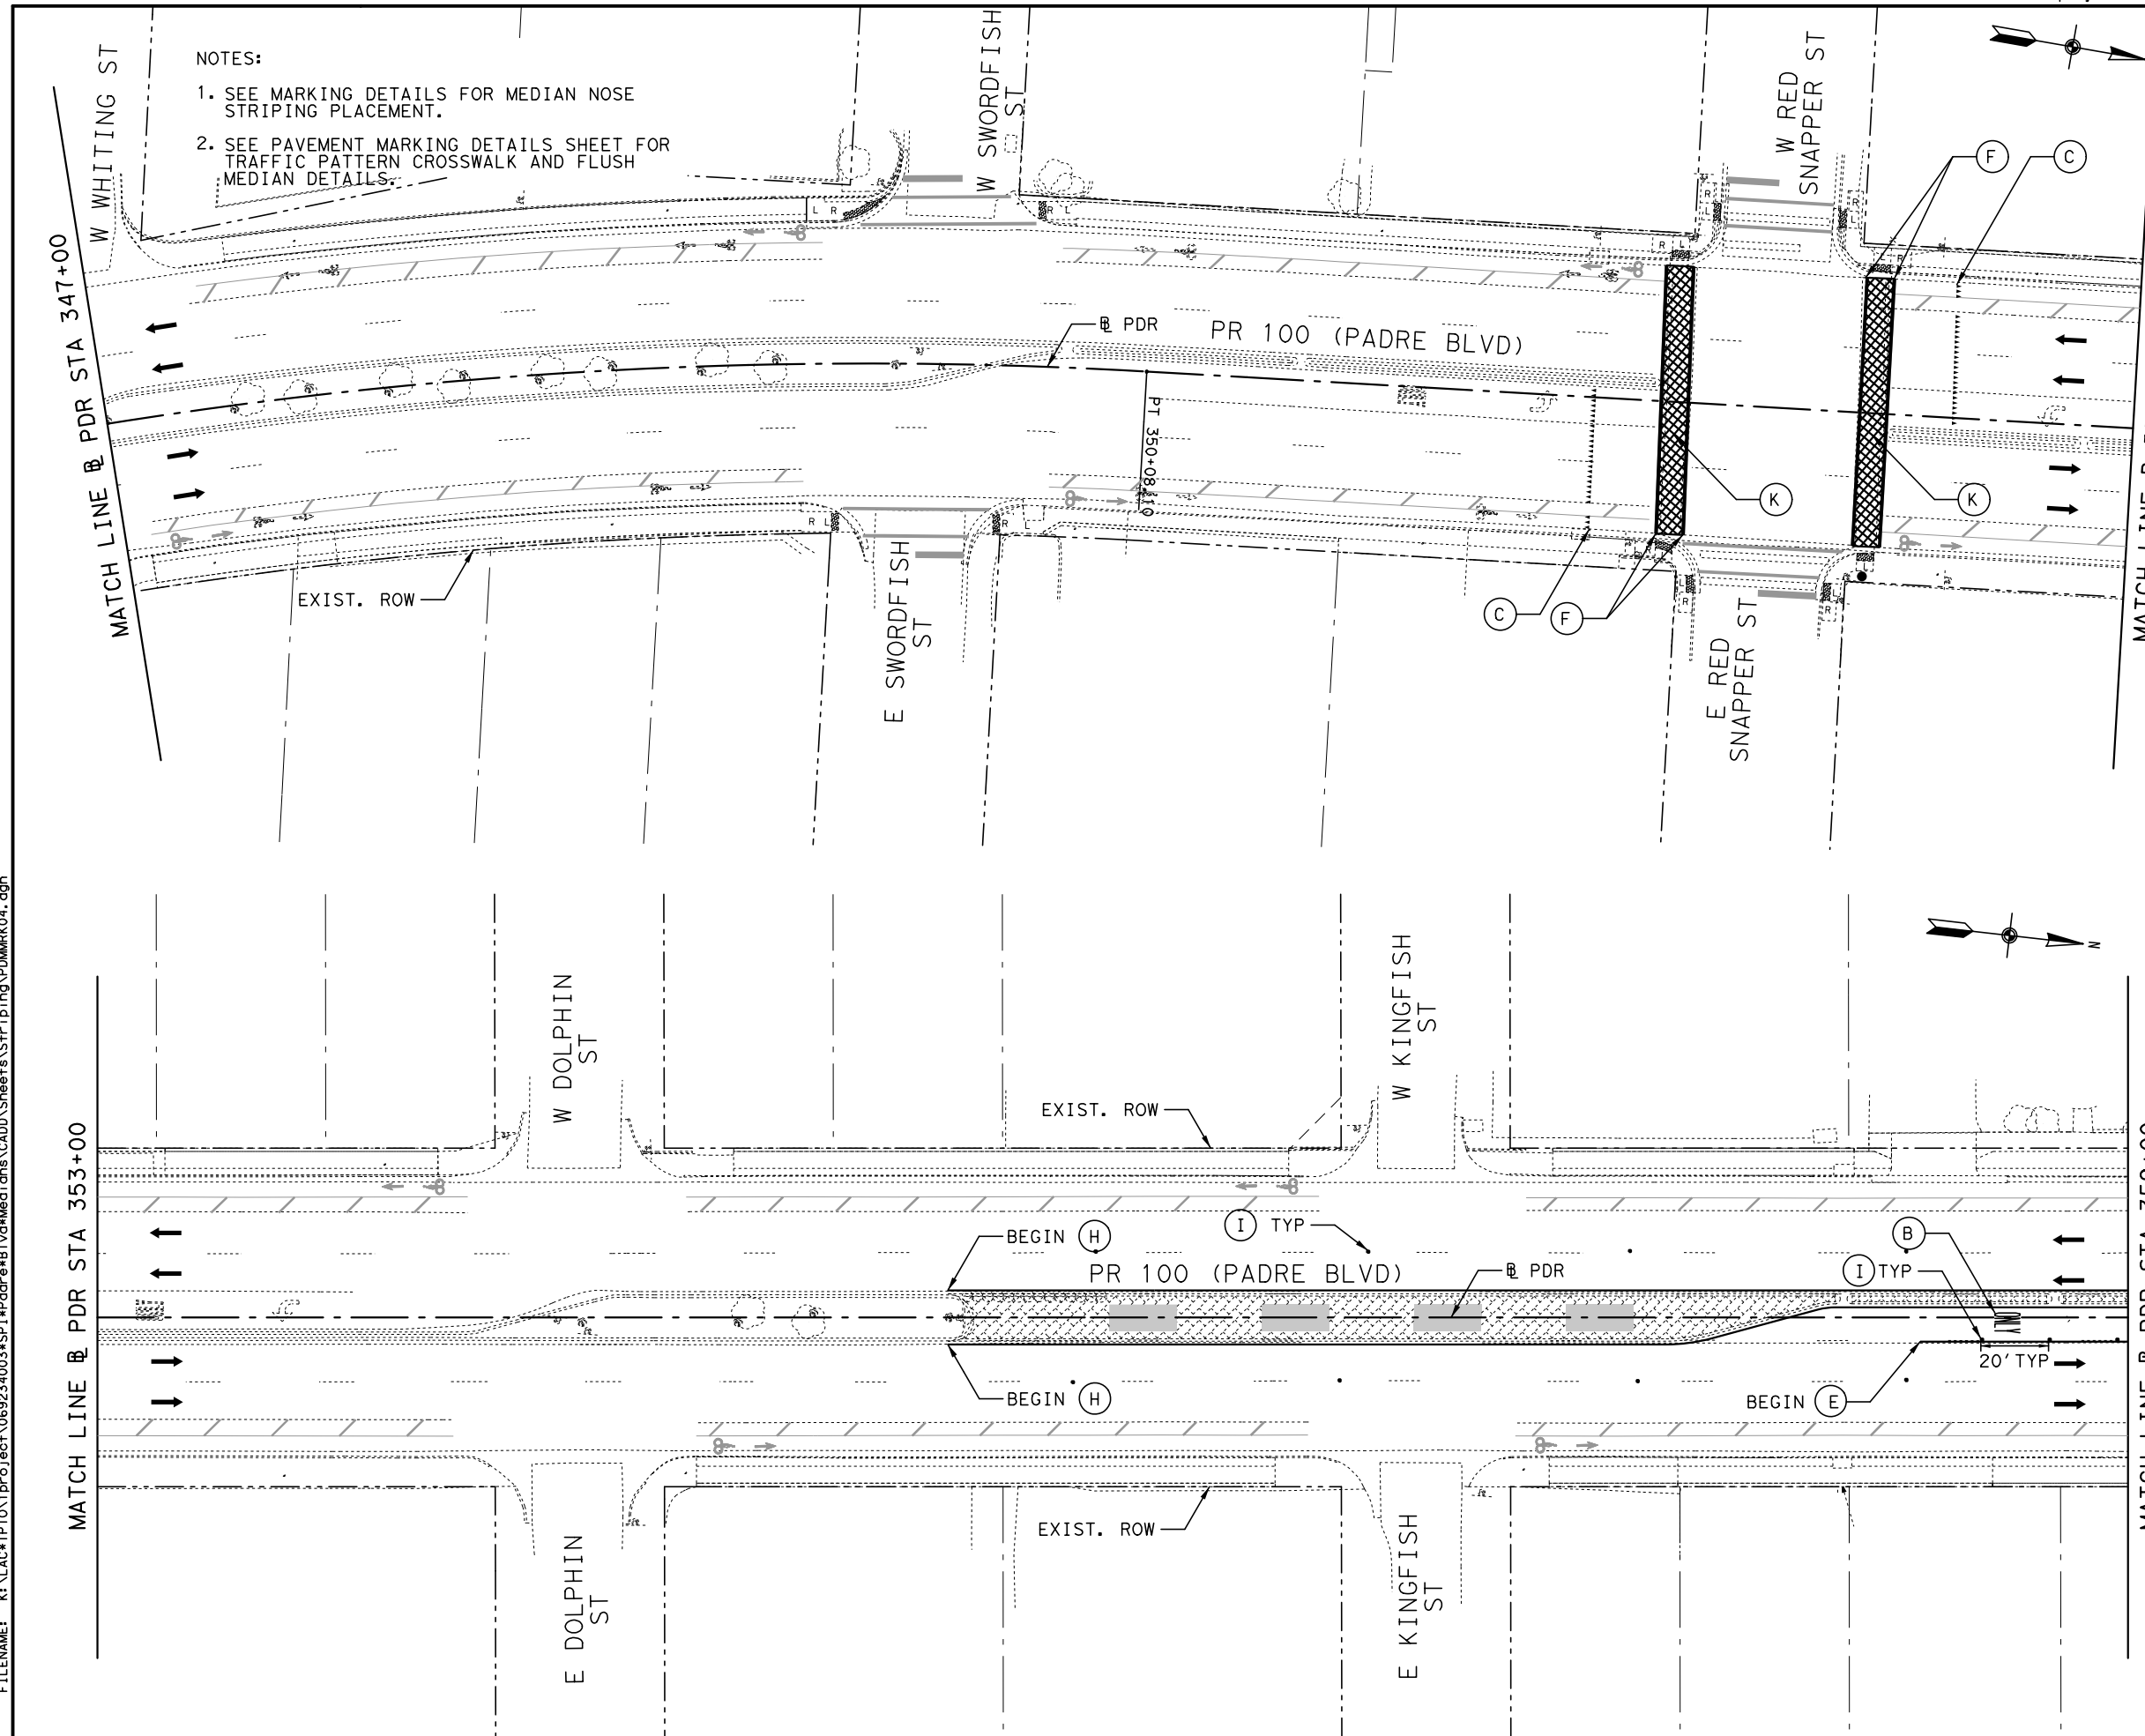 NOTES:
1. SEE MARKING DETAILS FOR MEDIAN NOSE
STRIPING PLACEMENT.
2. SEE PAVEMENT MARKING DETAILS SHEET FOR
TRAFFIC PATTERN CROSSWALK AND FLUSH
MEDIAN DETAILS.
W WHITING ST
W SWORDFISH
ST
W RED
SNAPPER ST
F
C
MATCH LINE B PDR STA 347+00
B PDR
PR 100 (PADRE BLVD)
PT 350+08.10
L R
R L
R L
R
L
R
L
R
K
K
R L
R L
EXIST. ROW
C
F
E SWORDFISH
ST
E RED
SNAPPER ST
L
R
L
R
MATCH LINE
N
W DOLPHIN
ST
W KINGFISH
ST
EXIST. ROW
MATCH LINE B PDR STA 353+00
BEGIN H
I TYP
PR 100 (PADRE BLVD)
B PDR
B
I TYP
20' TYP
BEGIN H
BEGIN E
EXIST. ROW
E DOLPHIN
ST
E KINGFISH
ST